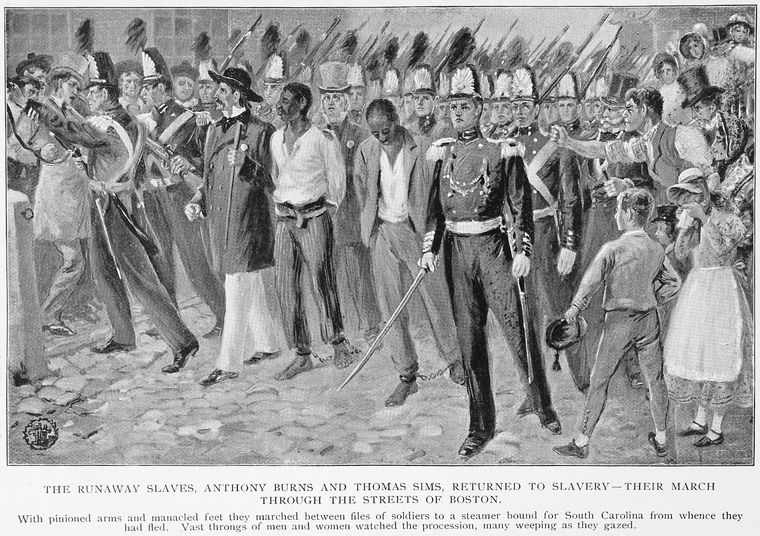 THE RUNAWAY SLAVES, ANTHONY BURNS AND THOMAS SIMS, RETURNED TO SLAVERY—THEIR MARCH
THROUGH THE STREETS OF BOSTON.
With pinioned arms and manacled feet they marched between files of soldiers to a steamer bound for South Carolina from whence they
had fled. Vast throngs of men and women watched the procession, many weeping as they gazed.